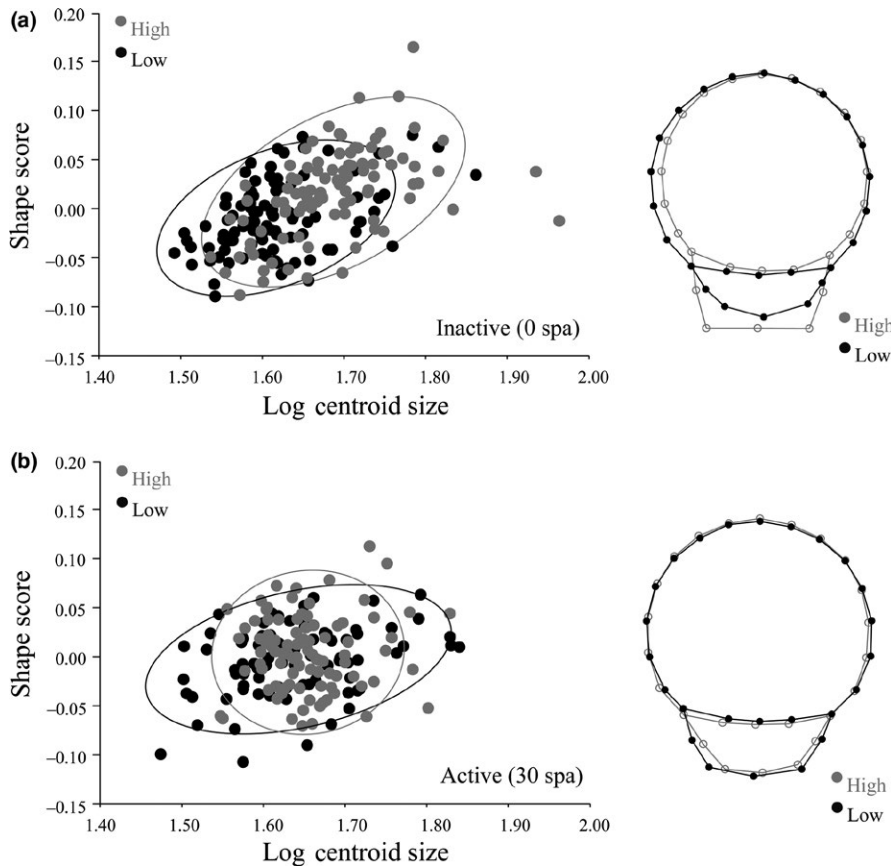 (a)
High
Low
0.20
0.15
0.10
0.05
0.00
–0.05
–0.10
–0.15
Shape score
Inactive (0 spa)
1.40 1.50 1.60 1.70 1.80 1.90 2.00
Log centroid size
High
Low
(b)
High
Low
0.20
0.15
0.10
0.05
0.00
–0.05
–0.10
–0.15
Shape score
Active (30 spa)
1.40 1.50 1.60 1.70 1.80 1.90 2.00
Log centroid size
High
Low